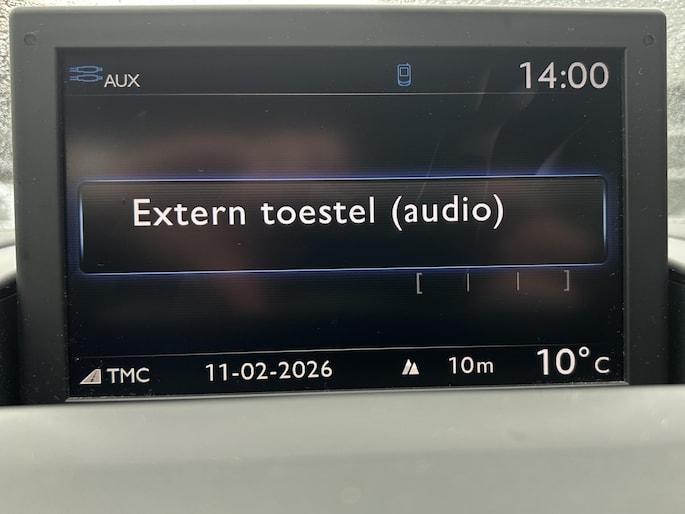 AUX
14:00
Extern toestel (audio)
[ | | ]
TMC 11-02-2026 10m 10°C